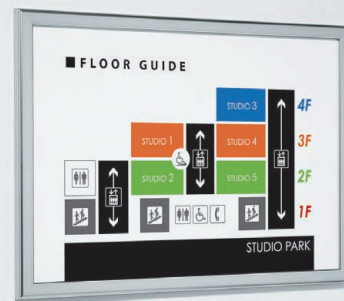 FLOOR GUIDE
STUDIO 3
4F
STUDIO 1
STUDIO 4
3F
STUDIO 2
STUDIO 5
2F
1F
STUDIO PARK